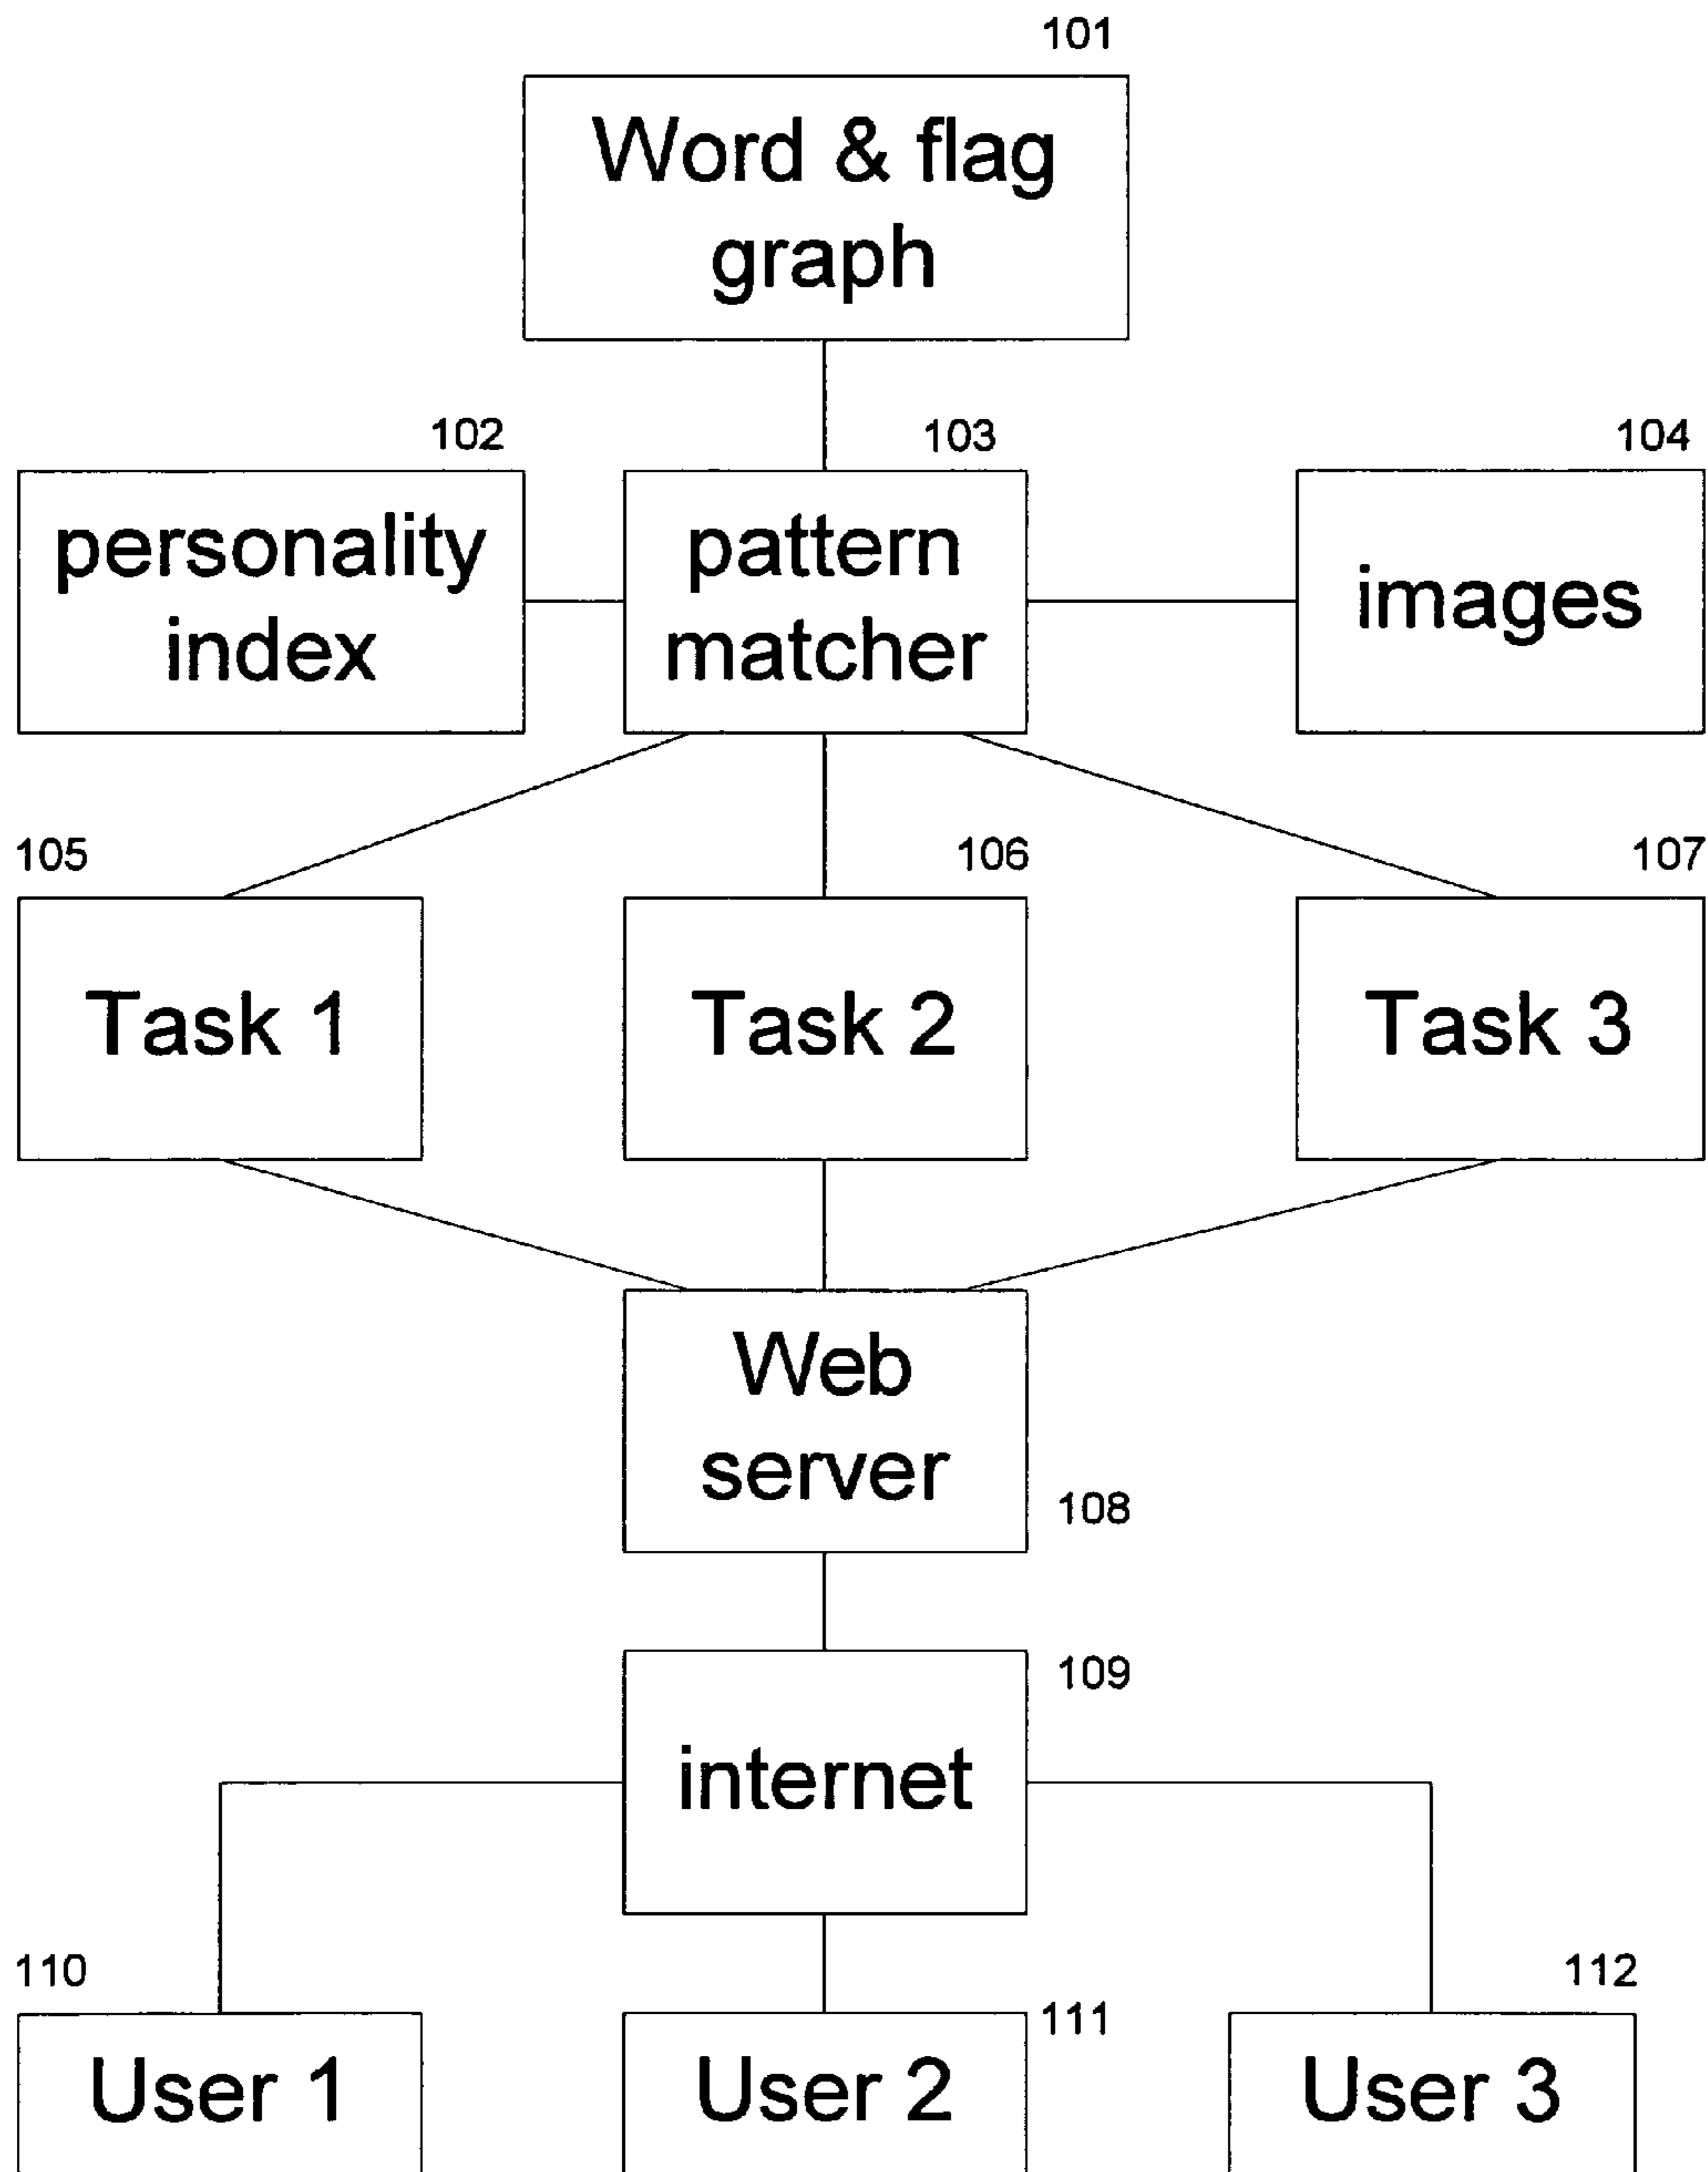 101
Word & flag
graph
102
103
104
personality
index
pattern
matcher
images
105
106
107
Task 1
Task 2
Task 3
Web
server
108
109
internet
110
111
112
User 1
User 2
User 3